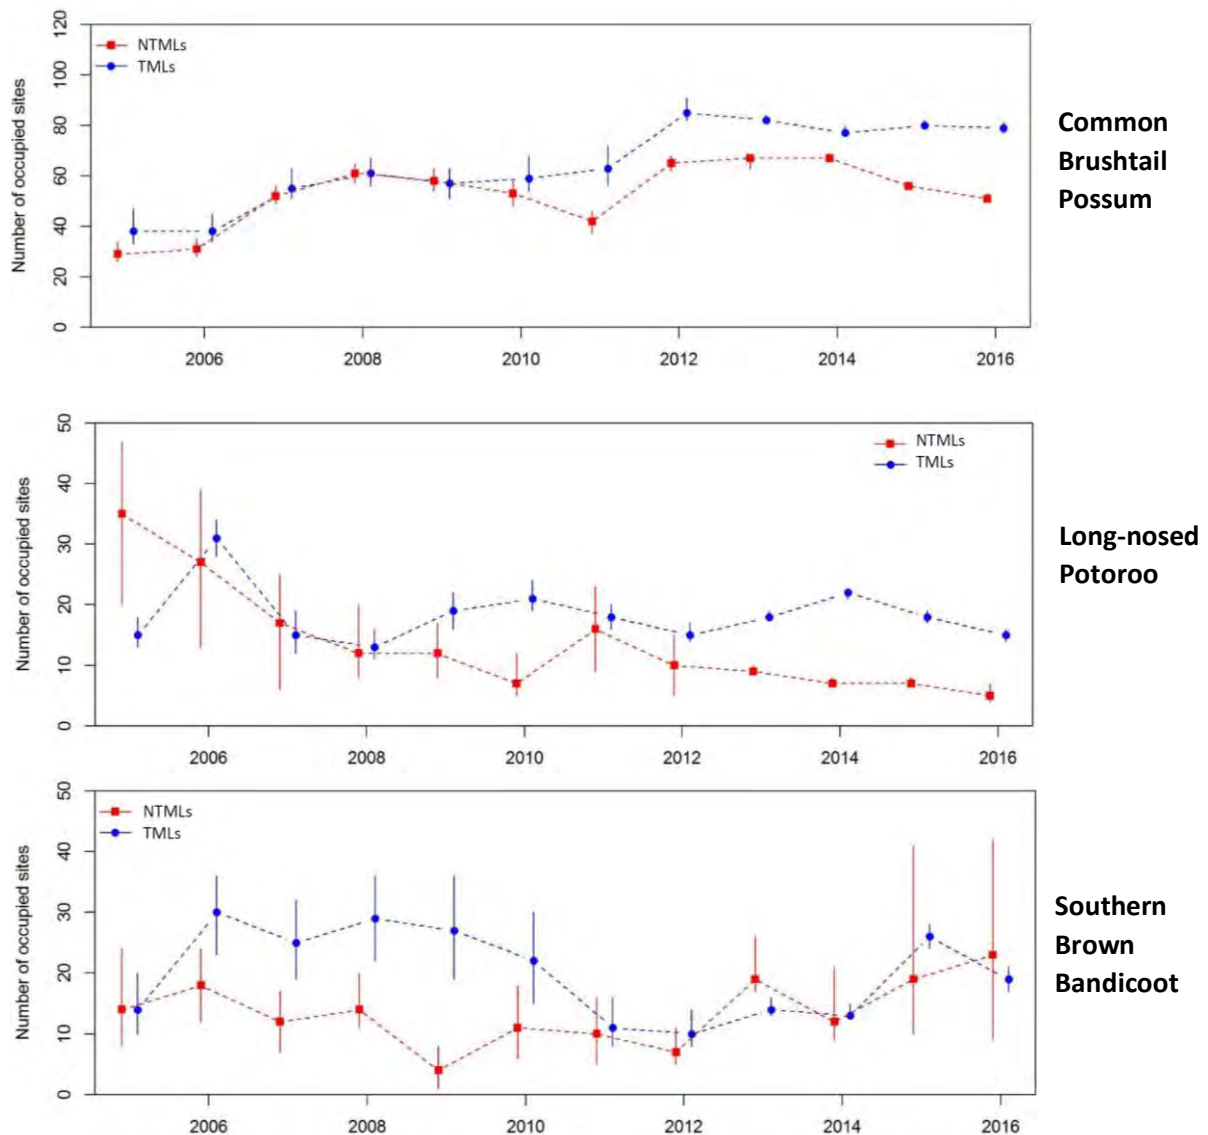 120
100
80
60
40
20
0
Number of occupied sites
NTMLs
TMLs
2006 2008 2010 2012 2014 2016
Common
Brushtail
Possum
50
40
30
20
10
0
Number of occupied sites
NTMLs
TMLs
2006 2008 2010 2012 2014 2016
Long-nosed
Potoroo
50
40
30
20
10
0
Number of occupied sites
NTMLs
TMLs
2006 2008 2010 2012 2014 2016
Southern
Brown
Bandicoot